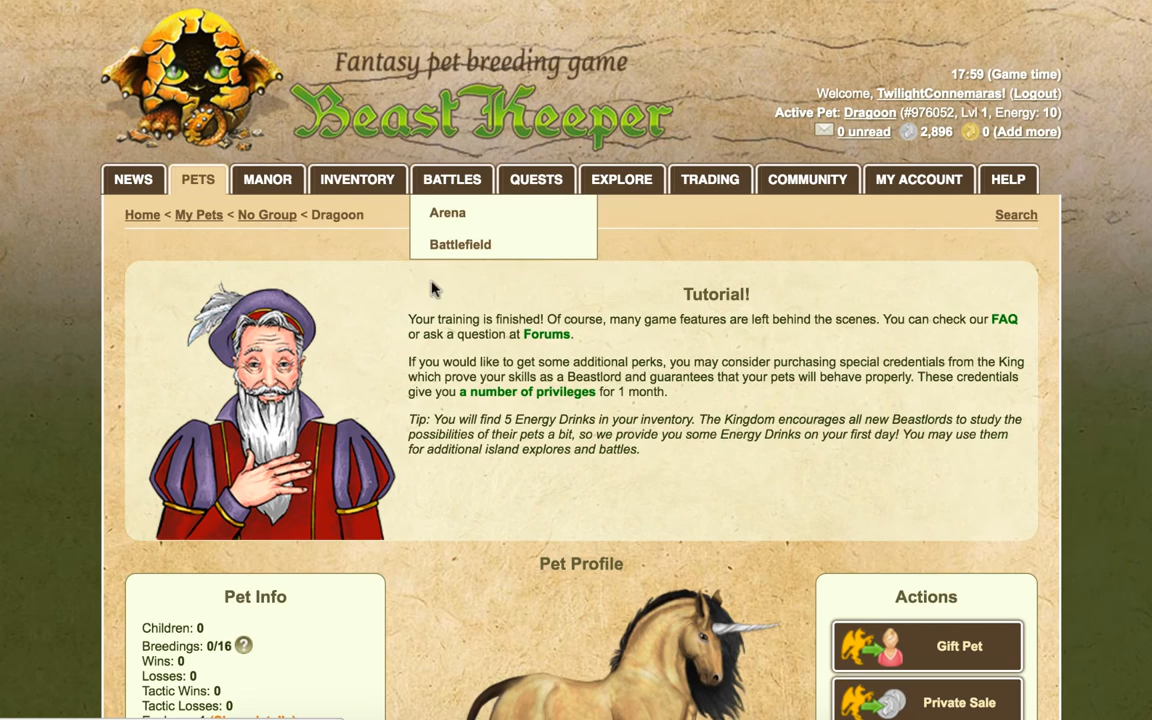 Fantasy pet breeding game
Beast Keeper
17:59 (Game time)
Welcome, TwilightConnemaras! (Logout)
Active Pet: Dragoon (#976052, Lvl 1, Energy: 10)
0 unread 2,896 0 (Add more)
NEWS PETS MANOR INVENTORY BATTLES QUESTS EXPLORE TRADING COMMUNITY MY ACCOUNT HELP
Home < My Pets < No Group < Dragoon
Search
Arena
Battlefield
Tutorial!
Your training is finished! Of course, many game features are left behind the scenes. You can check our FAQ
or ask a question at Forums.
If you would like to get some additional perks, you may consider purchasing special credentials from the King
which prove your skills as a Beastlord and guarantees that your pets will behave properly. These credentials
give you a number of privileges for 1 month.
Tip: You will find 5 Energy Drinks in your inventory. The Kingdom encourages all new Beastlords to study the
possibilities of their pets a bit, so we provide you some Energy Drinks on your first day! You may use them
for additional island explores and battles.
Pet Profile
Pet Info
Children: 0
Breedings: 0/16 ?
Wins: 0
Losses: 0
Tactic Wins: 0
Tactic Losses: 0
Actions
Gift Pet
Private Sale